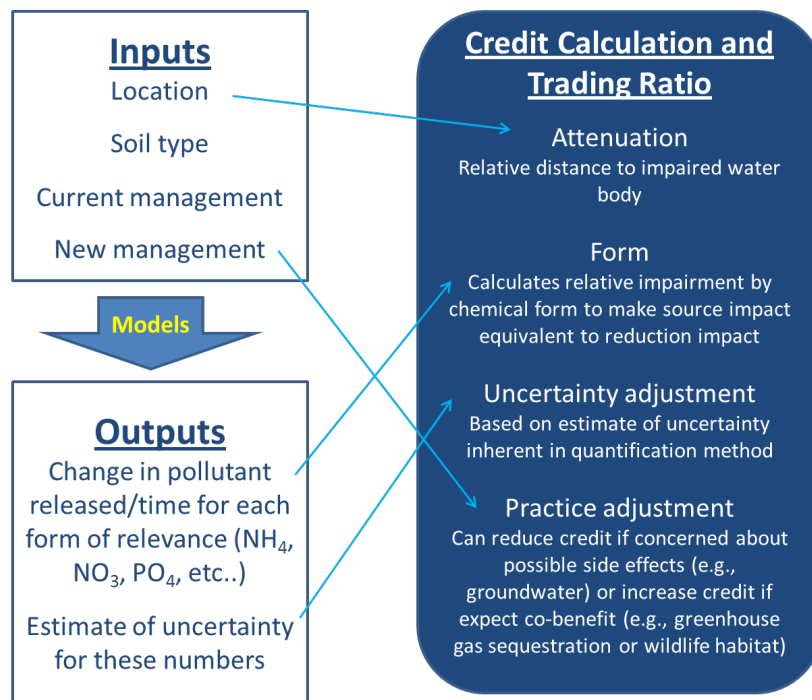 Inputs
Location
Soil type
Current management
New management
Models
Outputs
Change in pollutant
released/time for each
form of relevance (NH₄,
NO₃, PO₄, etc..)
Estimate of uncertainty
for these numbers
Credit Calculation and
Trading Ratio
Attenuation
Relative distance to impaired water
body
Form
Calculates relative impairment by
chemical form to make source impact
equivalent to reduction impact
Uncertainty adjustment
Based on estimate of uncertainty
inherent in quantification method
Practice adjustment
Can reduce credit if concerned about
possible side effects (e.g.,
groundwater) or increase credit if
expect co-benefit (e.g., greenhouse
gas sequestration or wildlife habitat)